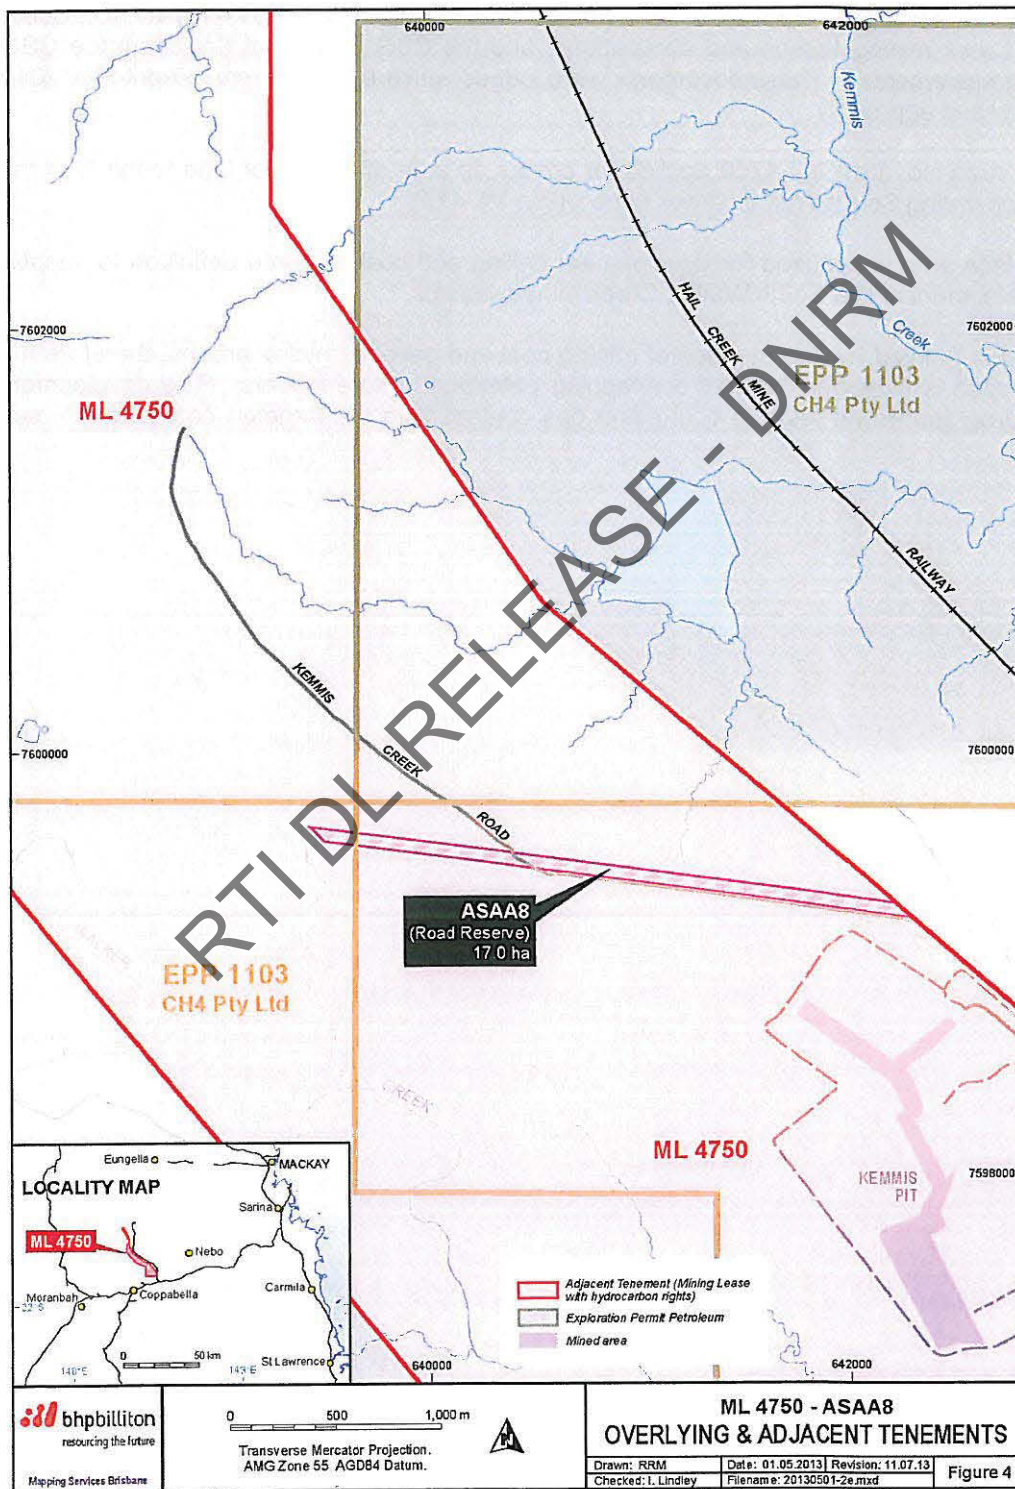 640000
642000
Kemmis
Creek
7602000
7602000
HAIL
CREEK
MINE
RAILWAY
EPP 1103
CH4 Pty Ltd
ML 4750
KEMMIS
CREEK
ROAD
7600000
7600000
RTI DL RELEASE - DNRM
ASAA8
(Road Reserve)
17.0 ha
EPP 1103
CH4 Pty Ltd
CREEK
ML 4750
KEMMIS
PIT
7598000
LOCALITY MAP
Eungella
MACKAY
Sarina
ML 4750
Nebo
Moranbah
Coppabella
Carmila
St Lawrence
0 50 km
Adjacent Tenement (Mining Lease
with hydrocarbon rights)
Exploration Permit Petroleum
Mined area
640000
642000
bhpbilliton
resourcing the future
Mapping Services Brisbane
0 500 1,000 m
Transverse Mercator Projection.
AMG Zone 55 AGD84 Datum.
N
ML 4750 - ASAA8
OVERLYING & ADJACENT TENEMENTS
Drawn: RRM
Date: 01.05.2013
Revision: 11.07.13
Checked: I. Lindley
Filename: 20130501-2e.mxd
Figure 4